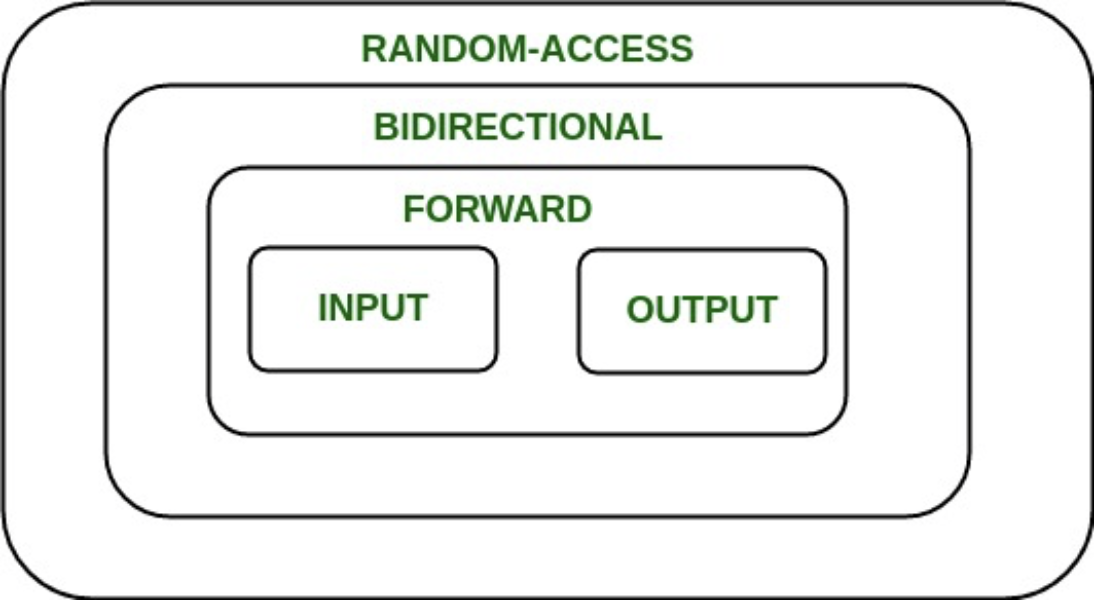 RANDOM-ACCESS
BIDIRECTIONAL
FORWARD
INPUT
OUTPUT